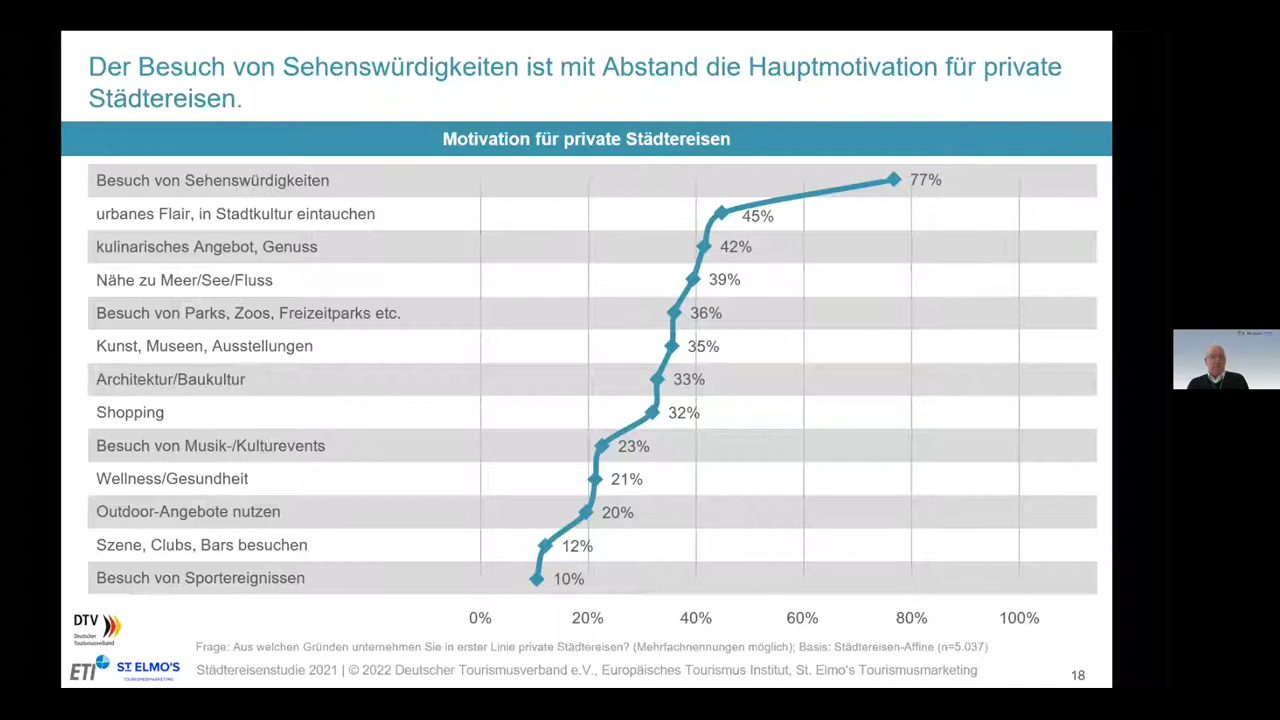 Der Besuch von Sehenswürdigkeiten ist mit Abstand die Hauptmotivation für private
Städtereisen.
Motivation für private Städtereisen
Besuch von Sehenswürdigkeiten 77%
urbanes Flair, in Stadtkultur eintauchen 45%
kulinarisches Angebot, Genuss 42%
Nähe zu Meer/See/Fluss 39%
Besuch von Parks, Zoos, Freizeitparks etc. 36%
Kunst, Museen, Ausstellungen 35%
Architektur/Baukultur 33%
Shopping 32%
Besuch von Musik-/Kulturevents 23%
Wellness/Gesundheit 21%
Outdoor-Angebote nutzen 20%
Szene, Clubs, Bars besuchen 12%
Besuch von Sportereignissen 10%
0% 20% 40% 60% 80% 100%
DTV
Deutscher
Tourismusverband
Frage: Aus welchen Gründen unternehmen Sie in erster Linie private Städtereisen? (Mehrfachnennungen möglich); Basis: Städtereisen-Affine (n=5.037)
ETI ST ELMO'S
TOURISMUSMARKETING
Städtereisenstudie 2021 | © 2022 Deutscher Tourismusverband e.V., Europäisches Tourismus Institut, St. Elmo's Tourismusmarketing
18